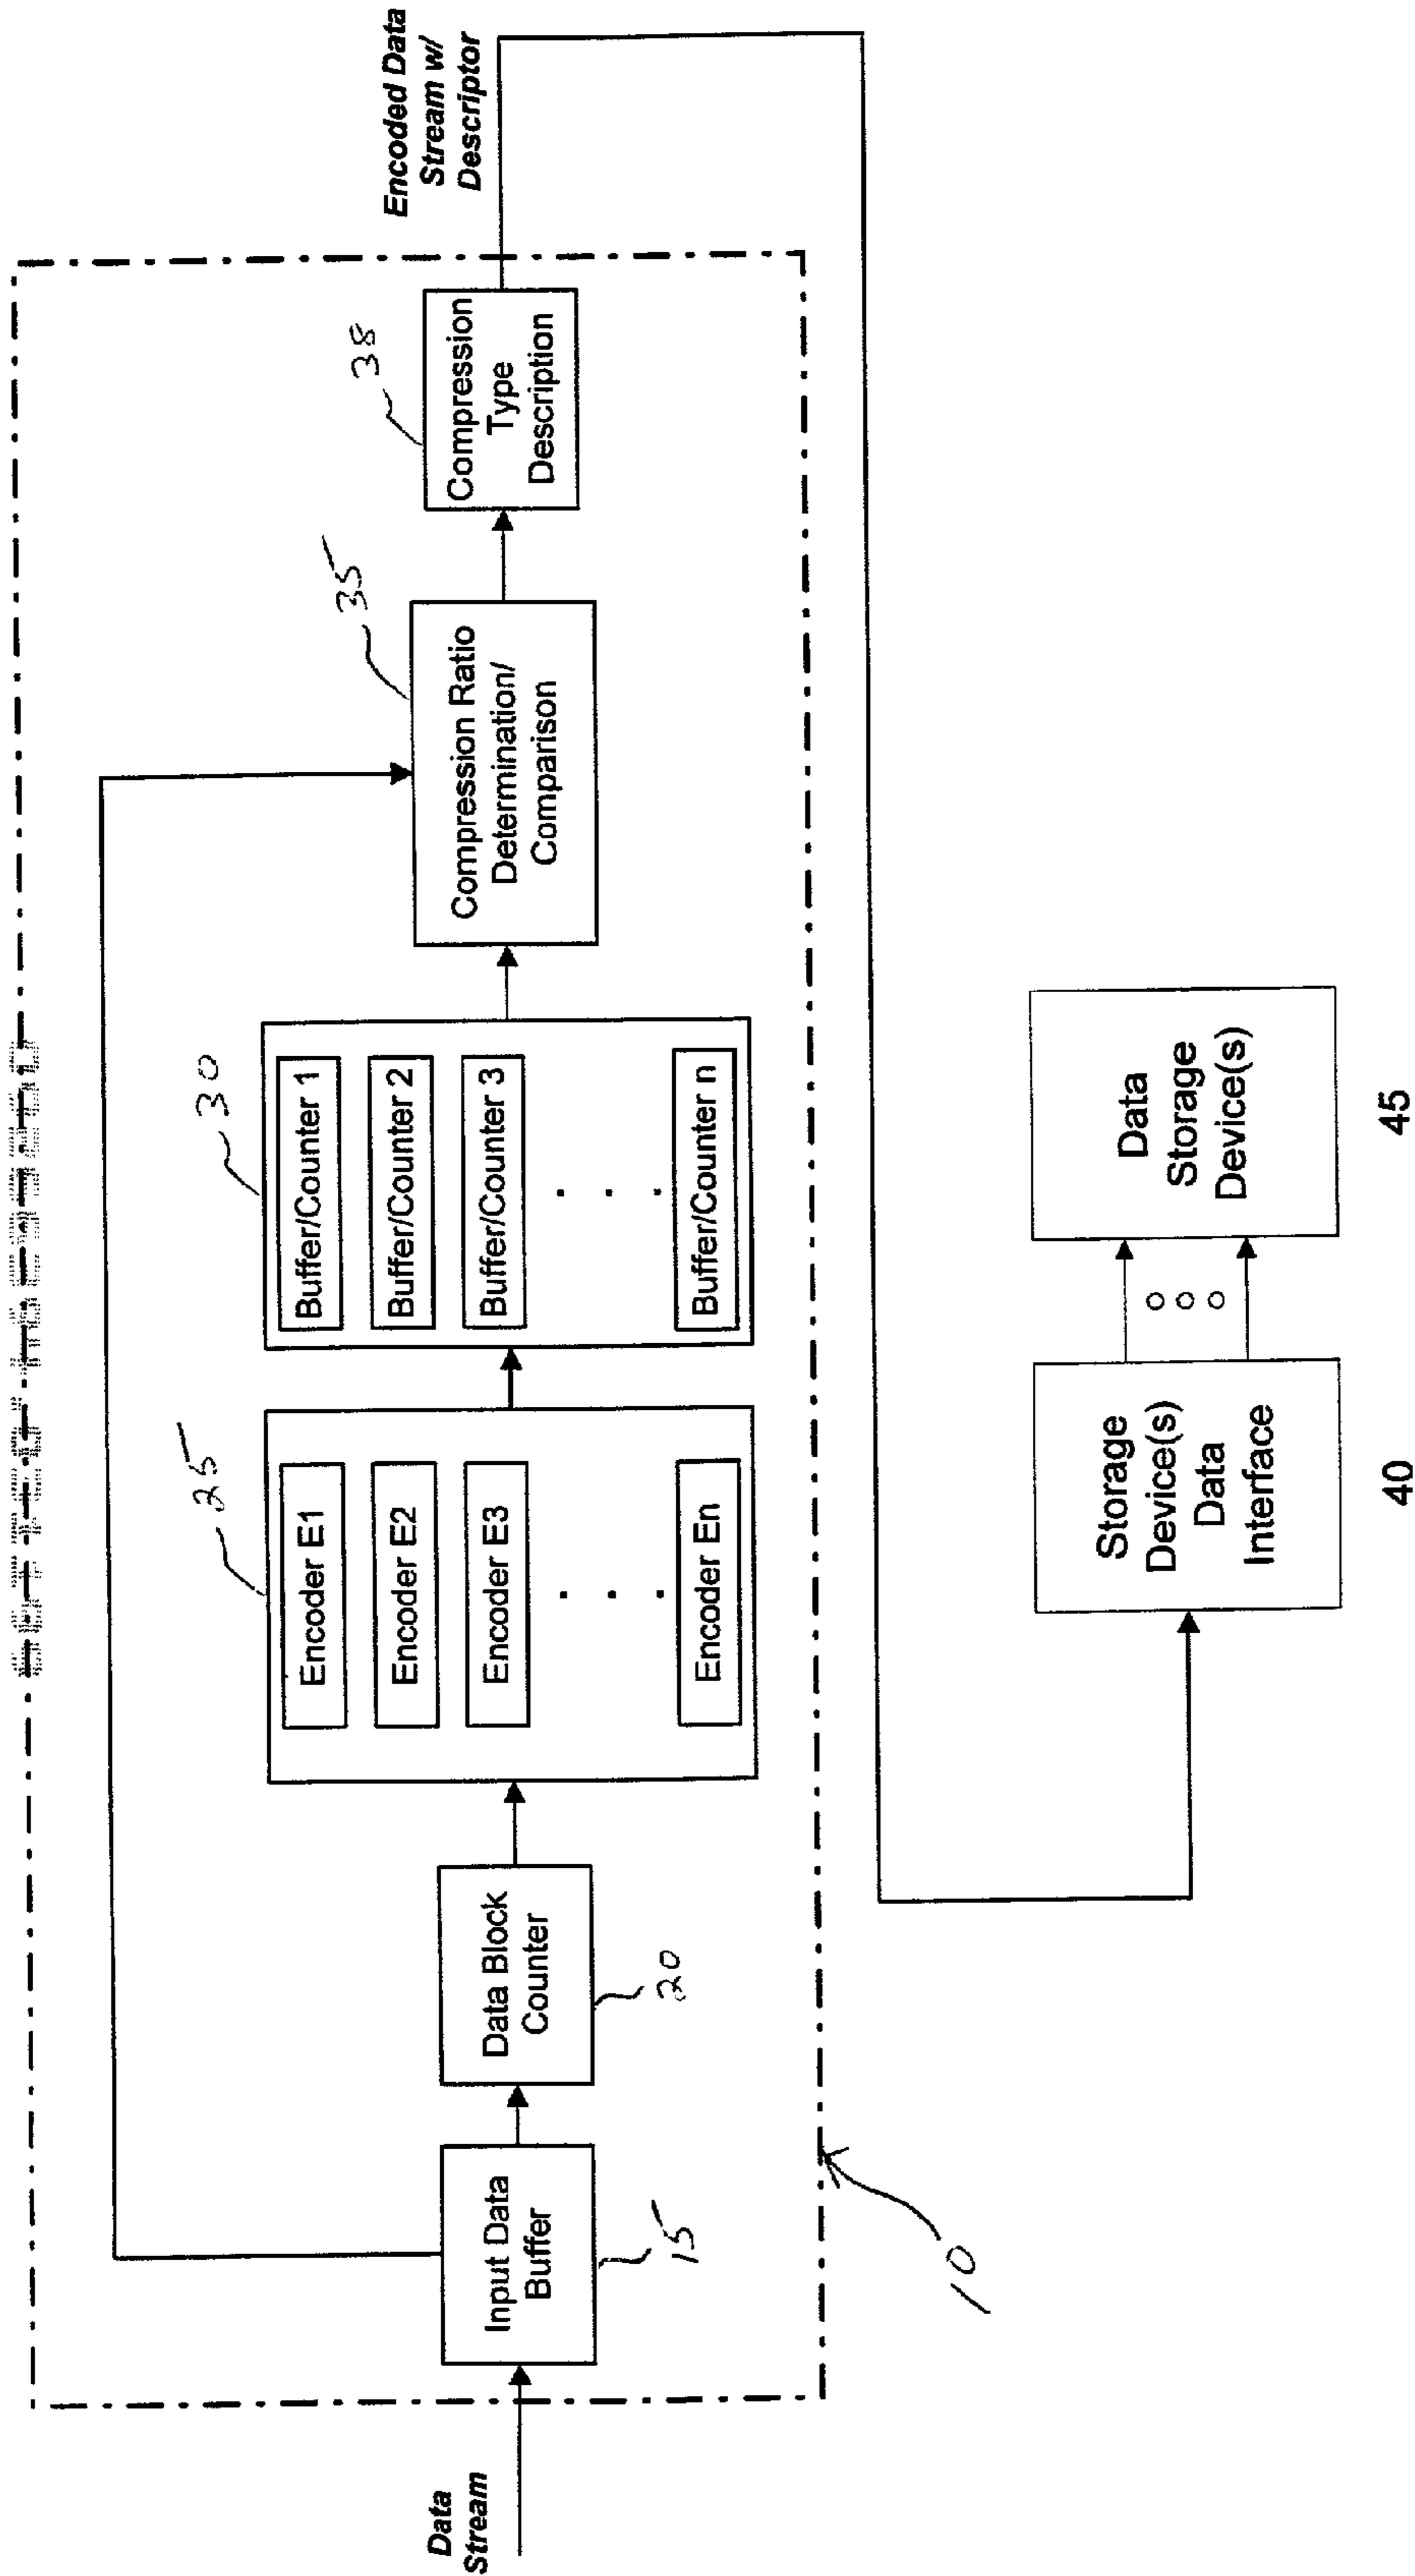 Data
Stream
Input Data
Buffer
15
Data Block
Counter
20
25
Encoder E1
Encoder E2
Encoder E3
. . .
Encoder En
30
Buffer/Counter 1
Buffer/Counter 2
Buffer/Counter 3
. . .
Buffer/Counter n
35
Compression Ratio
Determination/
Comparison
38
Compression
Type
Description
Encoded Data
Stream w/
Descriptor
10
Storage
Device(s)
Data
Interface
40
Data
Storage
Device(s)
45